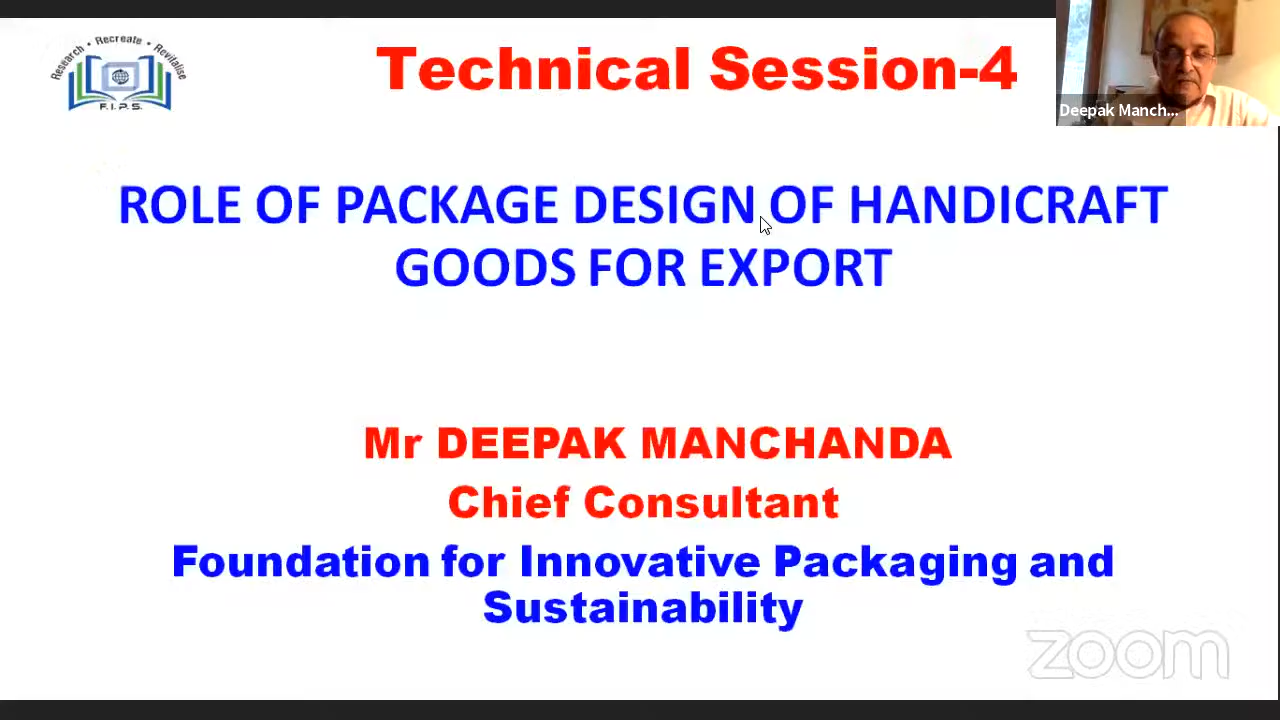 Research • Recreate • Revitalise
F.I.P.S.
Technical Session-4
Deepak Manch...
ROLE OF PACKAGE DESIGN OF HANDICRAFT
GOODS FOR EXPORT
Mr DEEPAK MANCHANDA
Chief Consultant
Foundation for Innovative Packaging and
Sustainability
zoom